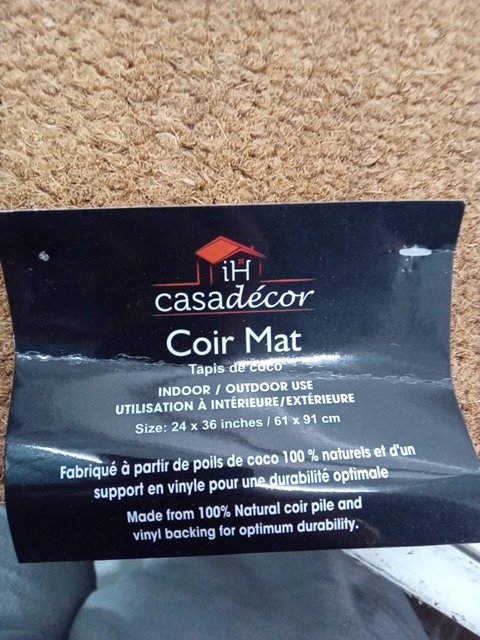 iH
casadécor
Coir Mat
Tapis de coco
INDOOR / OUTDOOR USE
UTILISATION À INTÉRIEURE/EXTÉRIEURE
Size: 24 x 36 inches / 61 x 91 cm
Fabriqué à partir de poils de coco 100 % naturels et d'un
support en vinyle pour une durabilité optimale
Made from 100% Natural coir pile and
vinyl backing for optimum durability.